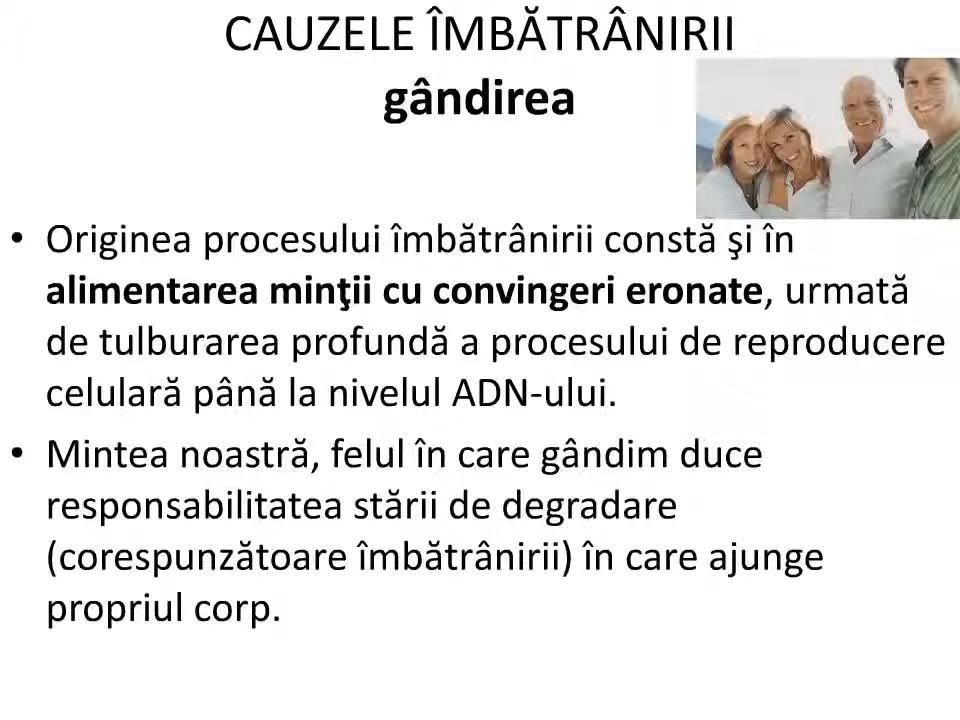 CAUZELE ÎMBĂTRÂNIRII
gândirea
• Originea procesului îmbătrânirii constă şi în
alimentarea minţii cu convingeri eronate, urmată
de tulburarea profundă a procesului de reproducere
celulară până la nivelul ADN-ului.
• Mintea noastră, felul în care gândim duce
responsabilitatea stării de degradare
(corespunzătoare îmbătrânirii) în care ajunge
propriul corp.